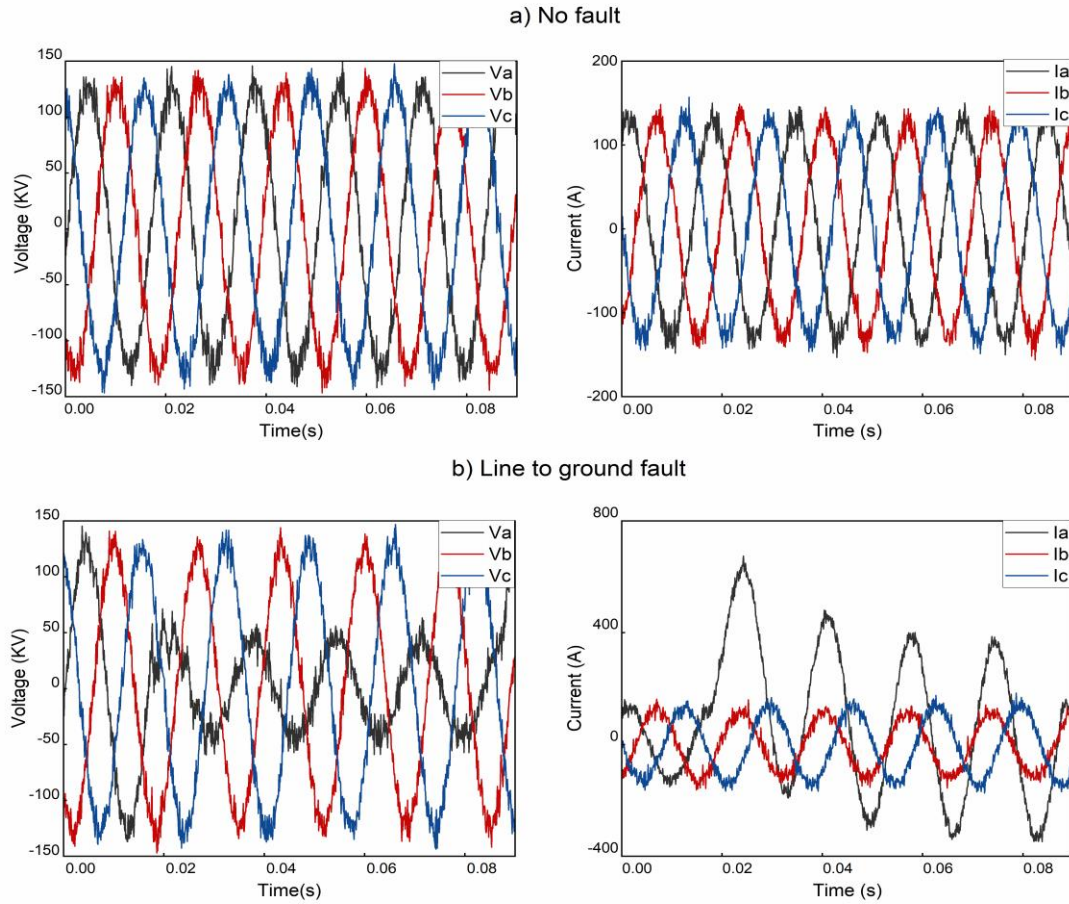 a) No fault
150
100
50
0
-50
-100
-150
Voltage (KV)
Va
Vb
Vc
0.00 0.02 0.04 0.06 0.08
Time(s)
200
100
0
-100
-200
Current (A)
Ia
Ib
Ic
0.00 0.02 0.04 0.06 0.08
Time (s)
b) Line to ground fault
150
100
50
0
-50
-100
-150
Voltage (KV)
Va
Vb
Vc
0.00 0.02 0.04 0.06 0.08
Time(s)
800
400
0
-400
Current (A)
Ia
Ib
Ic
0.00 0.02 0.04 0.06 0.08
Time (s)